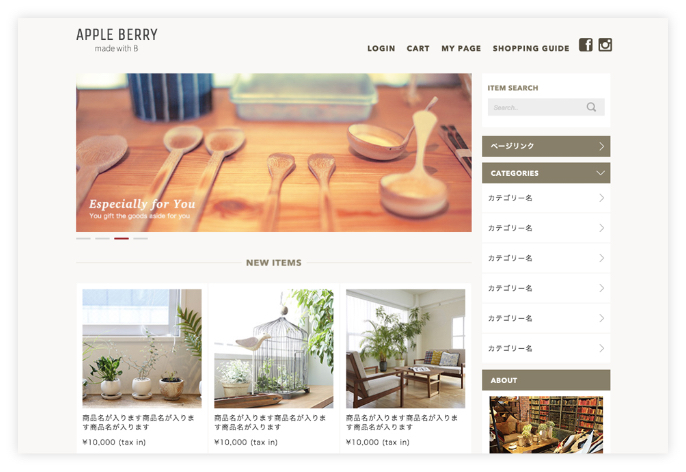 APPLE BERRY
made with B
LOGIN CART MY PAGE SHOPPING GUIDE
Especially for You
You gift the goods aside for you.
NEW ITEMS
商品名が入ります商品名が入りま
す商品名が入ります
¥10,000 (tax in)
商品名が入ります商品名が入りま
す商品名が入ります
¥10,000 (tax in)
商品名が入ります商品名が入りま
す商品名が入ります
¥10,000 (tax in)
ITEM SEARCH
Search..
ページリンク
CATEGORIES
カテゴリー名
カテゴリー名
カテゴリー名
カテゴリー名
カテゴリー名
カテゴリー名
ABOUT